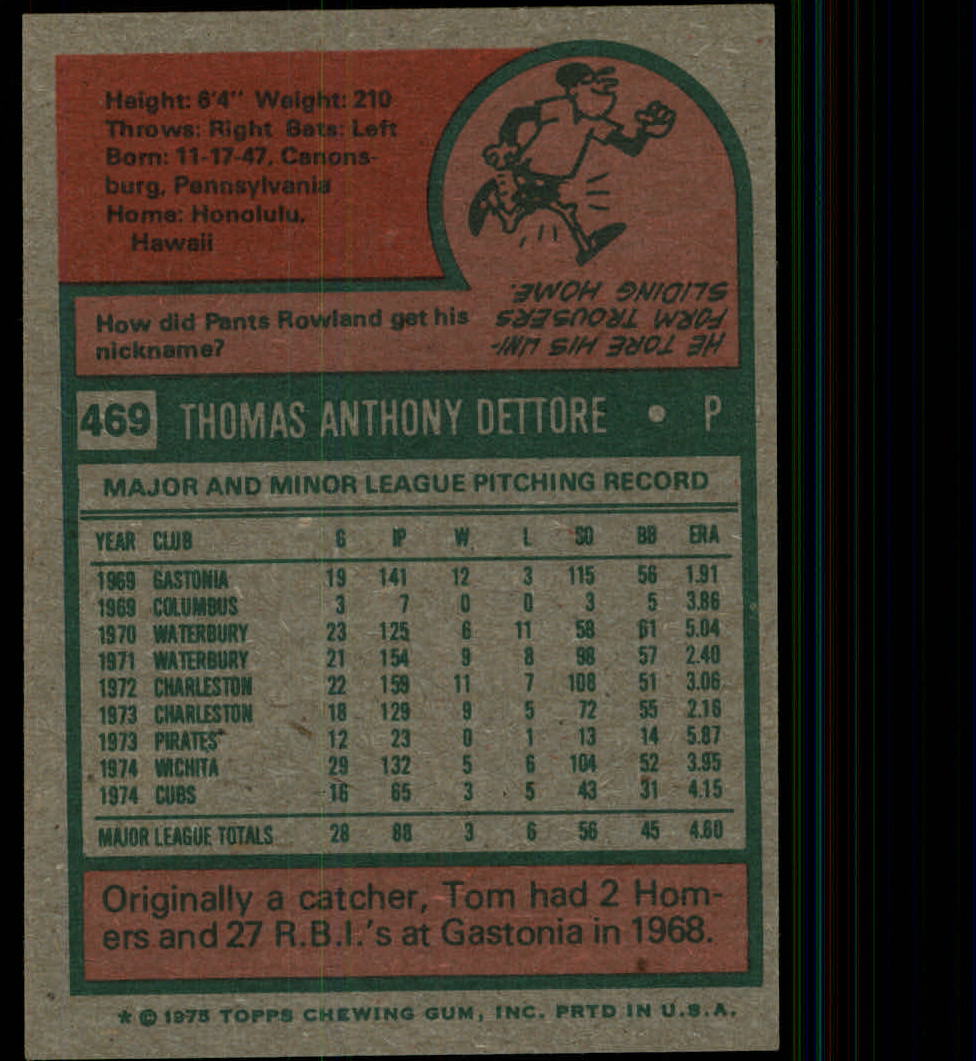 Height: 6'4" Weight: 210
Throws: Right Bats: Left
Born: 11-17-47, Canons-
burg, Pennsylvania
Home: Honolulu,
Hawaii
How did Pants Rowland get his
nickname?
HE TORE HIS UNI-
FORM TROUSERS
SLIDING HOME.
469 THOMAS ANTHONY DETTORE • P
MAJOR AND MINOR LEAGUE PITCHING RECORD
YEAR CLUB G IP W L SO BB ERA
1969 GASTONIA 19 141 12 3 115 56 1.91
1969 COLUMBUS 3 7 0 0 3 5 3.86
1970 WATERBURY 23 125 6 11 58 61 5.04
1971 WATERBURY 21 154 9 8 98 57 2.40
1972 CHARLESTON 22 159 11 7 108 51 3.06
1973 CHARLESTON 18 129 9 5 72 55 2.16
1973 PIRATES 12 23 0 1 13 14 5.87
1974 WICHITA 29 132 5 6 104 52 3.95
1974 CUBS 16 65 3 5 43 31 4.15
MAJOR LEAGUE TOTALS 28 88 3 6 56 45 4.60
Originally a catcher, Tom had 2 Hom-
ers and 27 R.B.I.'s at Gastonia in 1968.
* © 1975 TOPPS CHEWING GUM, INC. PRTD IN U.S.A.